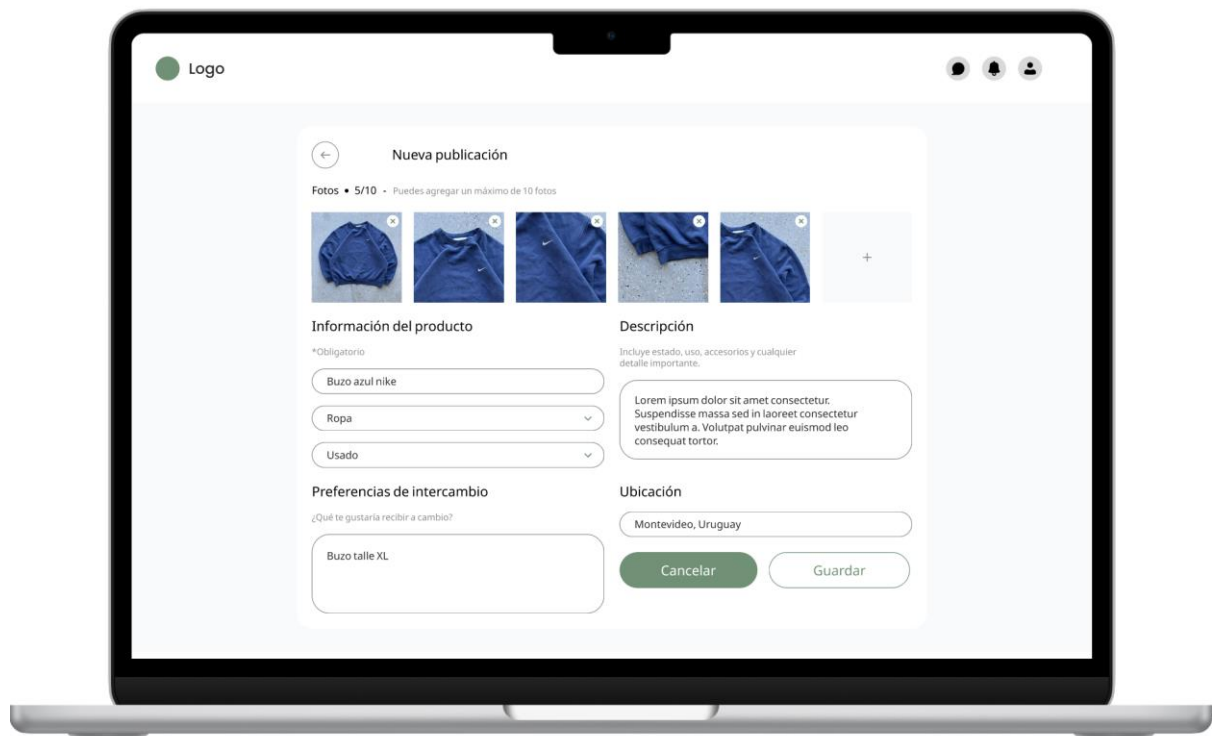 Logo
Nueva publicación
Fotos • 5/10 - Puedes agregar un máximo de 10 fotos
Información del producto
*Obligatorio
Buzo azul nike
Ropa
Usado
Preferencias de intercambio
¿Qué te gustaría recibir a cambio?
Buzo talle XL
Descripción
Incluye estado, uso, accesorios y cualquier
detalle importante.
Lorem ipsum dolor sit amet consectetur.
Suspendisse massa sed in laoreet consectetur
vestibulum a. Volutpat pulvinar euismod leo
consequat tortor.
Ubicación
Montevideo, Uruguay
Cancelar
Guardar